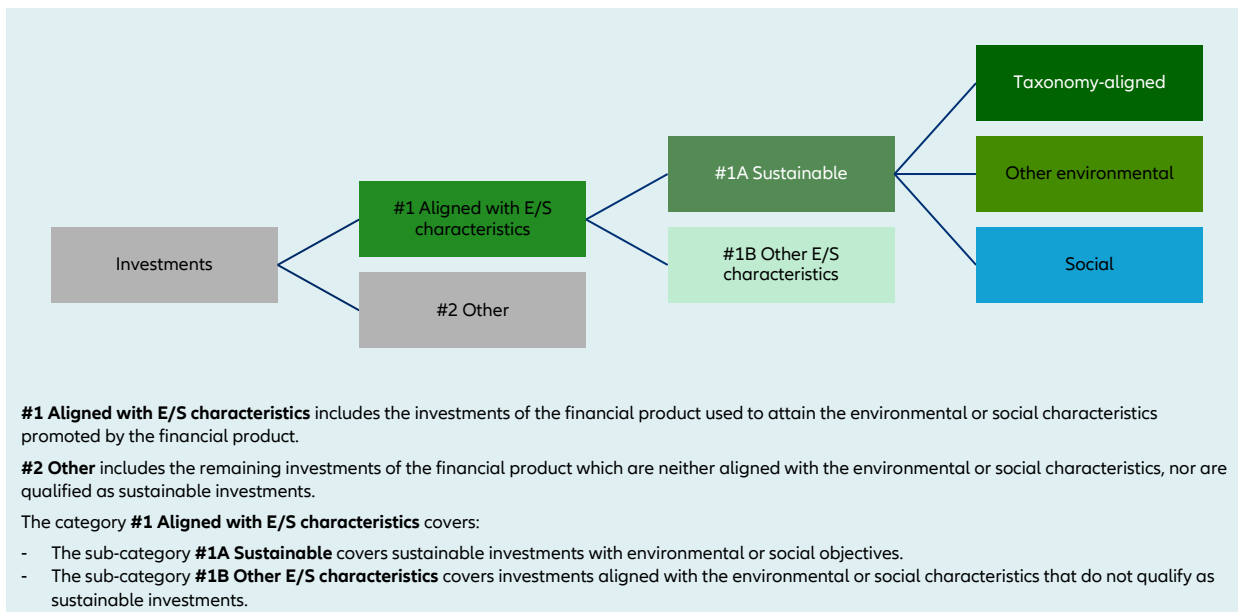 Taxonomy-aligned
#1A Sustainable
Other environmental
#1 Aligned with E/S
characteristics
Investments
#1B Other E/S
characteristics
Social
#2 Other
#1 Aligned with E/S characteristics includes the investments of the financial product used to attain the environmental or social characteristics
promoted by the financial product.
#2 Other includes the remaining investments of the financial product which are neither aligned with the environmental or social characteristics, nor are
qualified as sustainable investments.
The category #1 Aligned with E/S characteristics covers:
- The sub-category #1A Sustainable covers sustainable investments with environmental or social objectives.
- The sub-category #1B Other E/S characteristics covers investments aligned with the environmental or social characteristics that do not qualify as
sustainable investments.